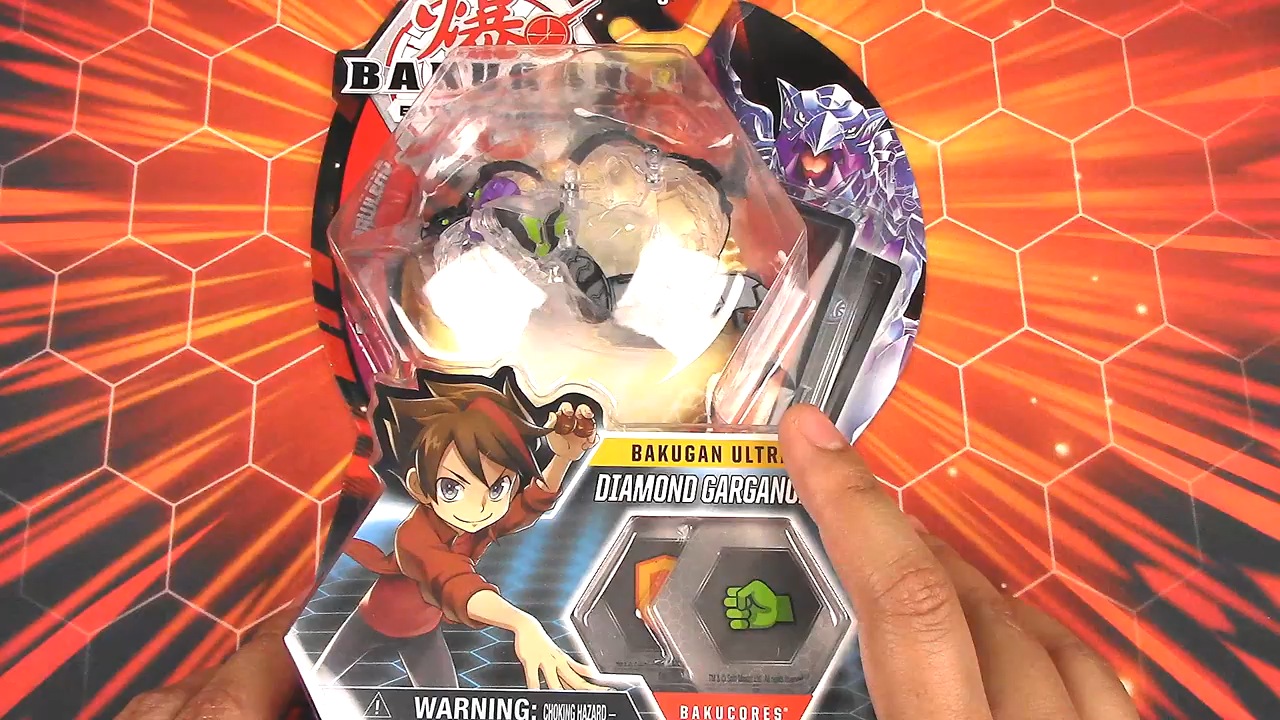 爆
BAKUGAN
BAKUGAN ULTRA
DIAMOND GARGANO
WARNING: CHOKING HAZARD –
BAKUCORES